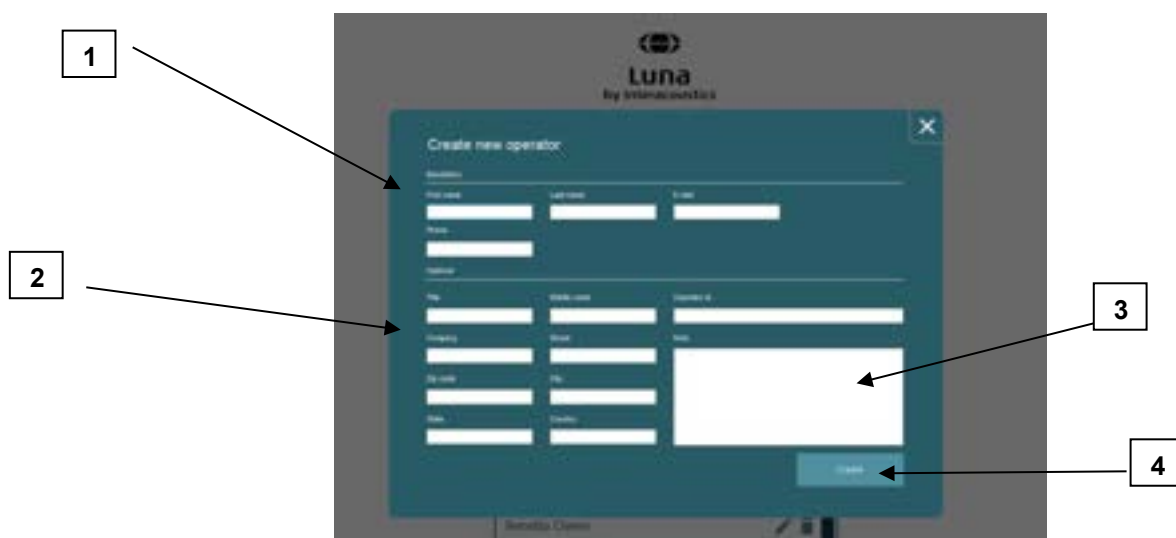 1
Luna
by Interacoustics
Create new operator
Mandatory
First name Last name E-mail
Phone
2
Optional
Title Middle name Operator id
3
Company Street Note
Zip code City
State Country
Create
4